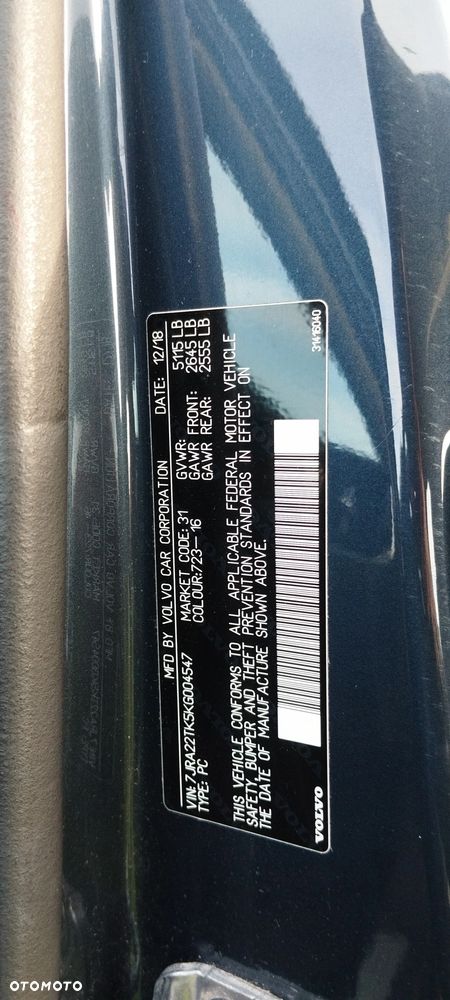 MFD BY VOLVO CAR CORPORATION DATE: 12/18
VIN: 7JRA22TK5KG004547 MARKET CODE: 31 GVWR: 5115 LB
TYPE: PC COLOUR: 723-16 GAWR FRONT: 2645 LB
GAWR REAR: 2555 LB
THIS VEHICLE CONFORMS TO ALL APPLICABLE FEDERAL MOTOR VEHICLE
SAFETY, BUMPER AND THEFT PREVENTION STANDARDS IN EFFECT ON
THE DATE OF MANUFACTURE SHOWN ABOVE.
VOLVO
31416040
OTOMOTO